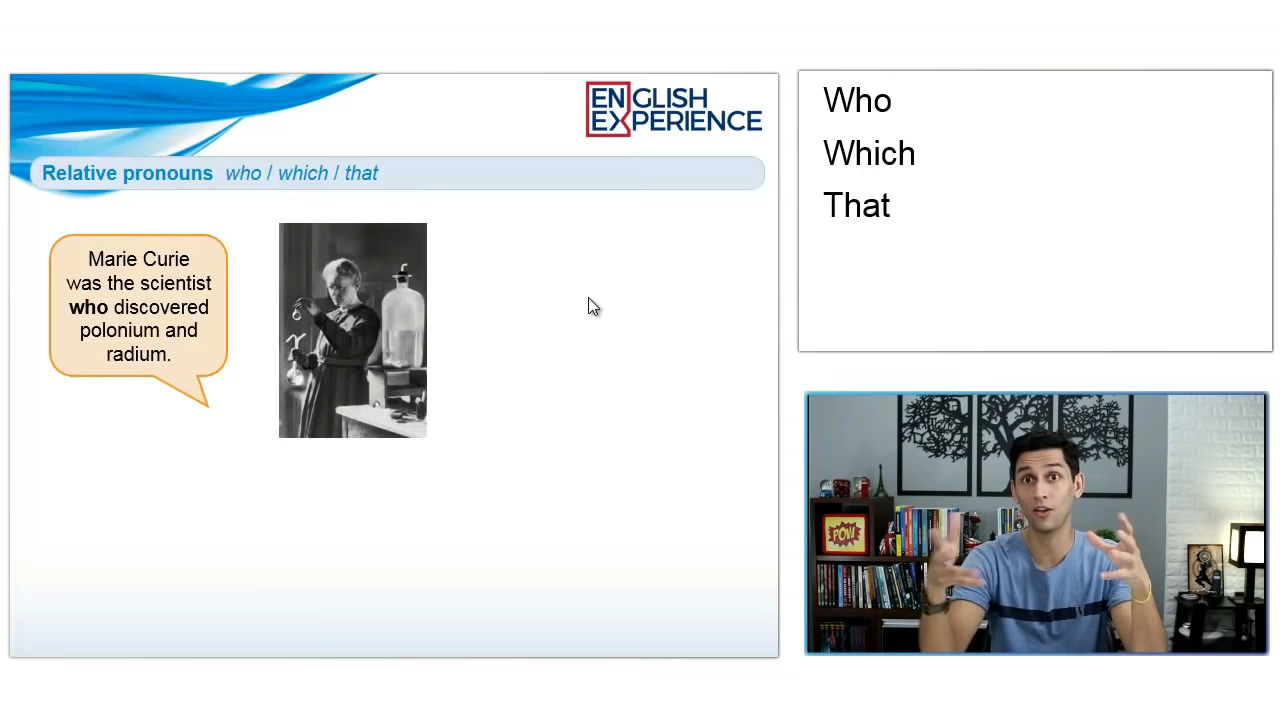 ENGLISH
EXPERIENCE
Relative pronouns who / which / that
Marie Curie
was the scientist
who discovered
polonium and
radium.
Who
Which
That
POW!